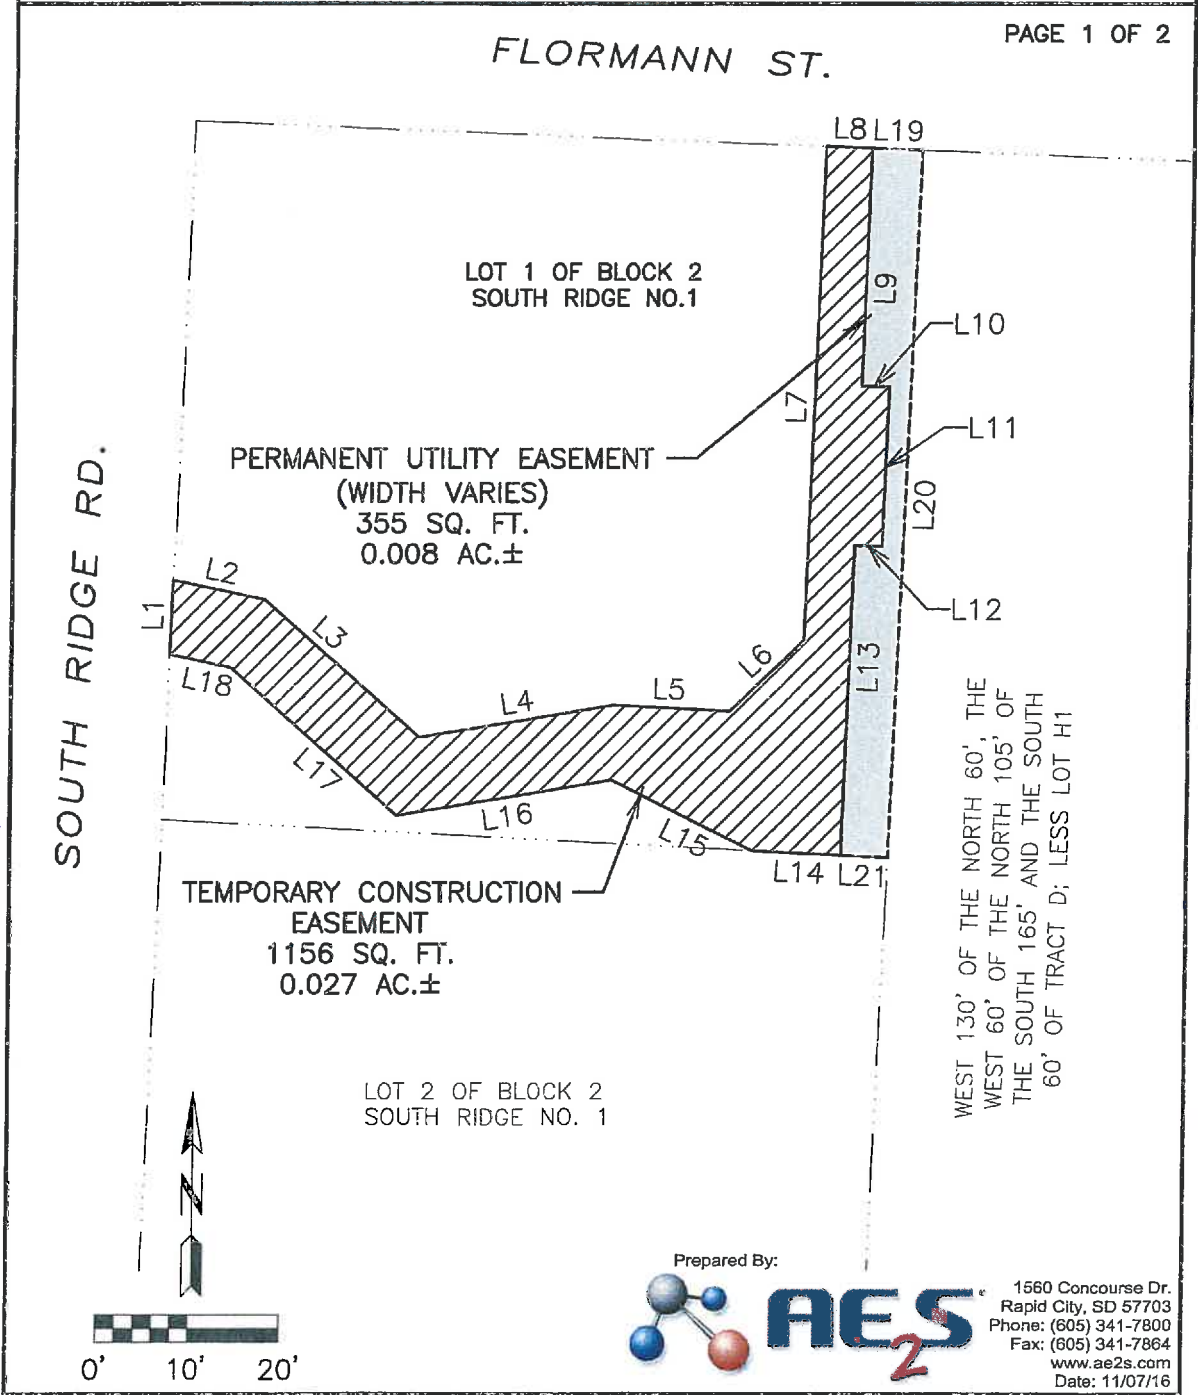 PAGE 1 OF 2
FLORMANN ST.
L8 L19
LOT 1 OF BLOCK 2
SOUTH RIDGE NO.1
L9
L10
L7
L11
PERMANENT UTILITY EASEMENT
(WIDTH VARIES)
355 SQ. FT.
0.008 AC.±
L20
SOUTH RIDGE RD.
L2
L1
L3
L12
L13
L6
L18
L5
L4
L17
L16
L15
L14 L21
WEST 130' OF THE NORTH 60', THE
WEST 60' OF THE NORTH 105' OF
THE SOUTH 165' AND THE SOUTH
60' OF TRACT D; LESS LOT H1
TEMPORARY CONSTRUCTION
EASEMENT
1156 SQ. FT.
0.027 AC.±
LOT 2 OF BLOCK 2
SOUTH RIDGE NO. 1
N
0' 10' 20'
Prepared By:
AE2S
1560 Concourse Dr.
Rapid City, SD 57703
Phone: (605) 341-7800
Fax: (605) 341-7864
www.ae2s.com
Date: 11/07/16